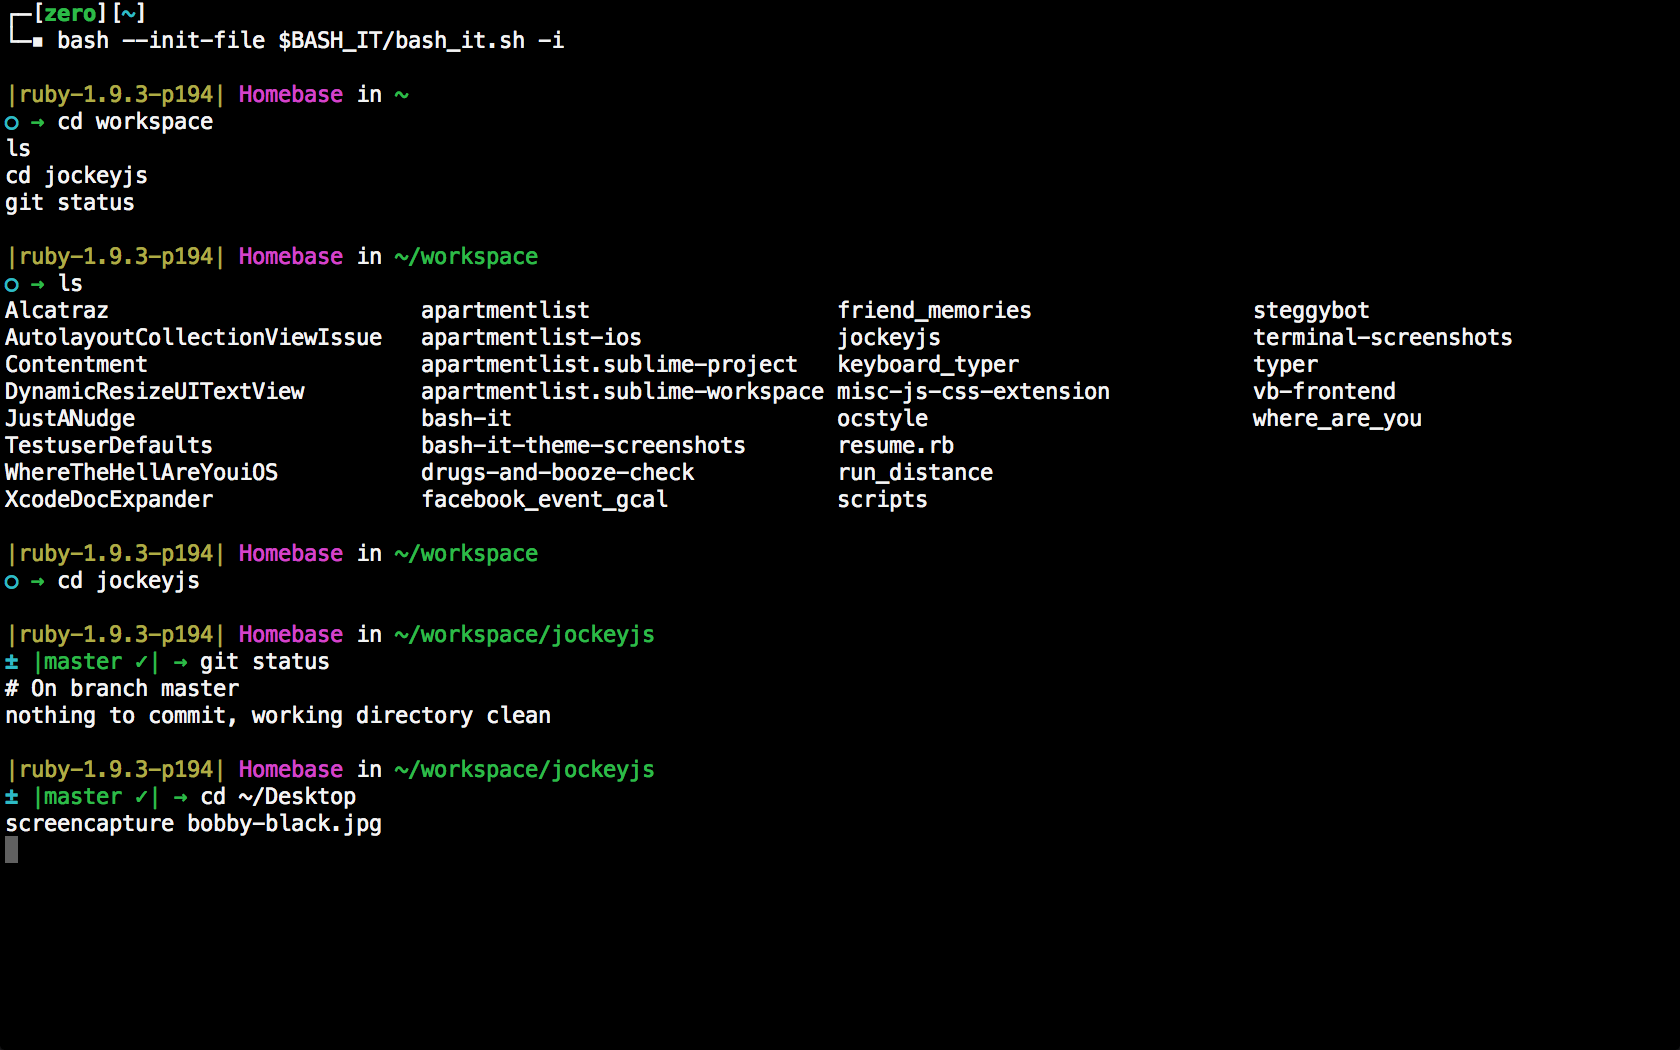 ┌─[zero][~]
└─▪ bash --init-file $BASH_IT/bash_it.sh -i

|ruby-1.9.3-p194| Homebase in ~
○ → cd workspace
ls
cd jockeyjs
git status

|ruby-1.9.3-p194| Homebase in ~/workspace
○ → ls
Alcatraz apartmentlist friend_memories steggybot
AutolayoutCollectionViewIssue apartmentlist-ios jockeyjs terminal-screenshots
Contentment apartmentlist.sublime-project keyboard_typer typer
DynamicResizeUITextView apartmentlist.sublime-workspace misc-js-css-extension vb-frontend
JustANudge bash-it ocstyle where_are_you
TestuserDefaults bash-it-theme-screenshots resume.rb
WhereTheHellAreYouiOS drugs-and-booze-check run_distance
XcodeDocExpander facebook_event_gcal scripts

|ruby-1.9.3-p194| Homebase in ~/workspace
○ → cd jockeyjs

|ruby-1.9.3-p194| Homebase in ~/workspace/jockeyjs
± |master ✓| → git status
# On branch master
nothing to commit, working directory clean

|ruby-1.9.3-p194| Homebase in ~/workspace/jockeyjs
± |master ✓| → cd ~/Desktop
screencapture bobby-black.jpg